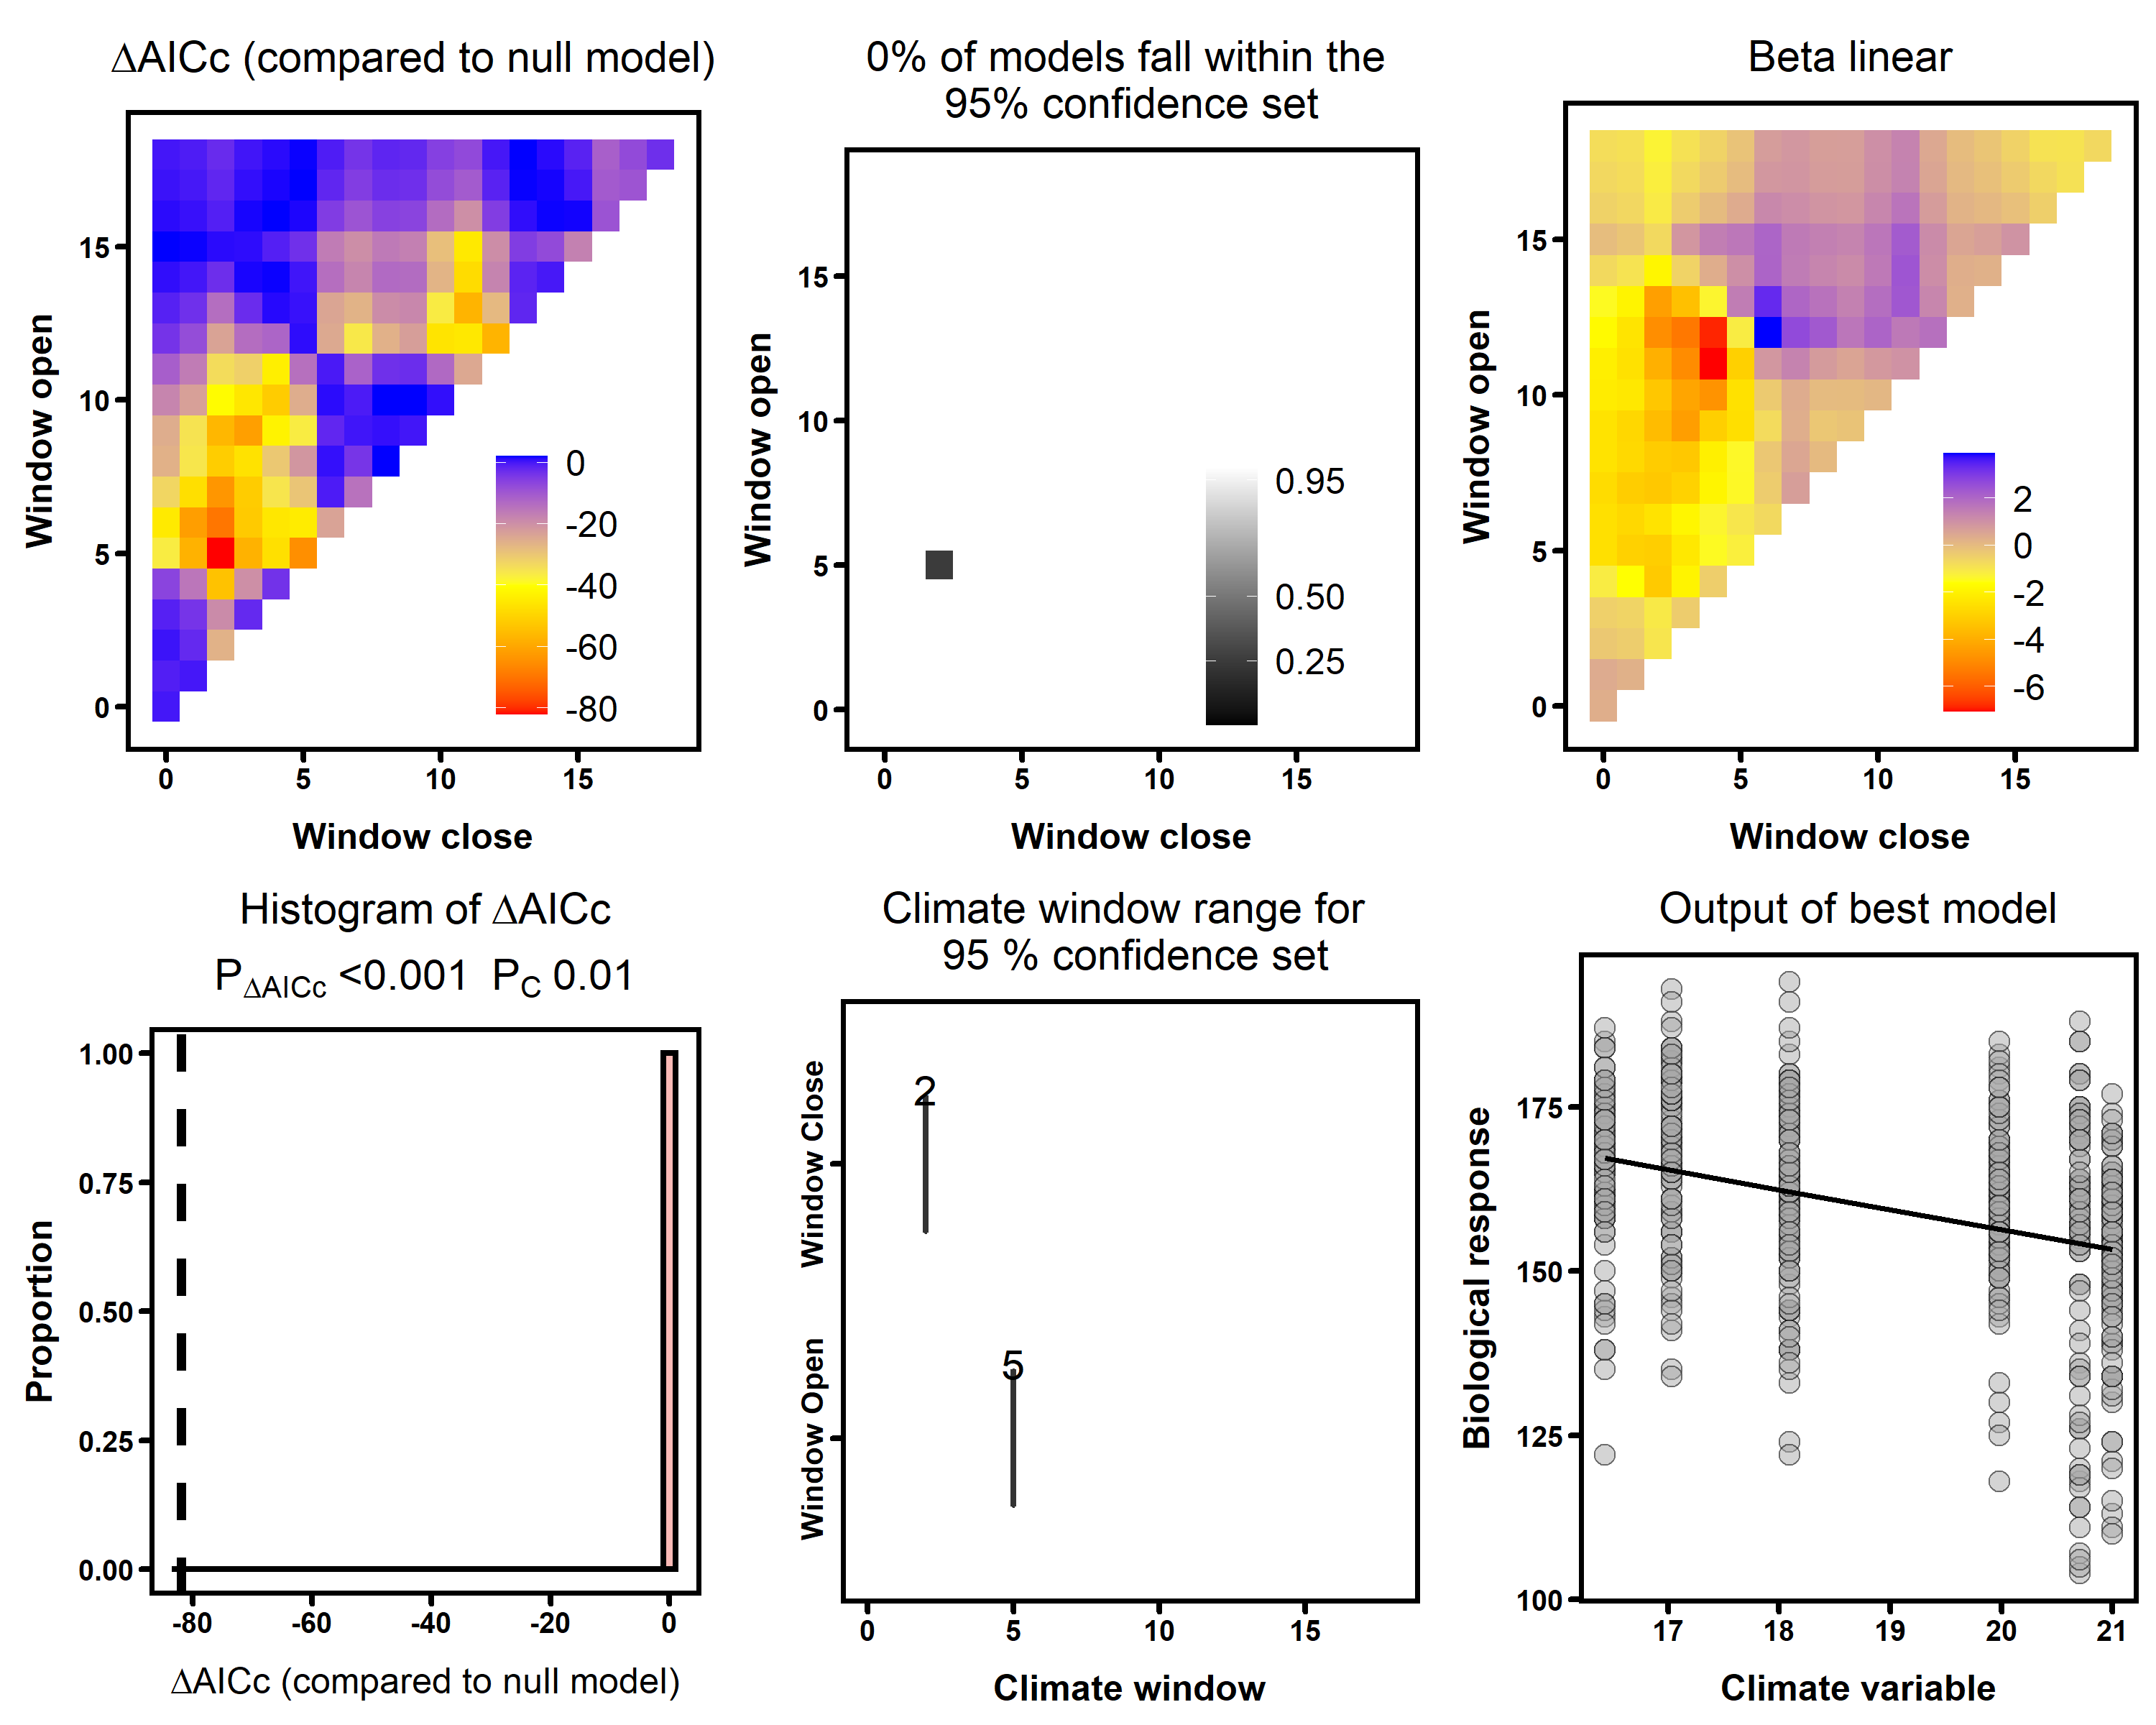 ΔAICc (compared to null model)
Window open
15
10
5
0
0
-20
-40
-60
-80
0
5
10
15
Window close
0% of models fall within the
95% confidence set
Window open
15
10
5
0
0.95
0.50
0.25
0
5
10
15
Window close
Beta linear
Window open
15
10
5
0
2
0
-2
-4
-6
0
5
10
15
Window close
Histogram of ΔAICc
PΔAICc <0.001 PC 0.01
Proportion
1.00
0.75
0.50
0.25
0.00
-80
-60
-40
-20
0
ΔAICc (compared to null model)
Climate window range for
95 % confidence set
Window Close
Window Open
2
5
0
5
10
15
Climate window
Output of best model
Biological response
175
150
125
100
17
18
19
20
21
Climate variable